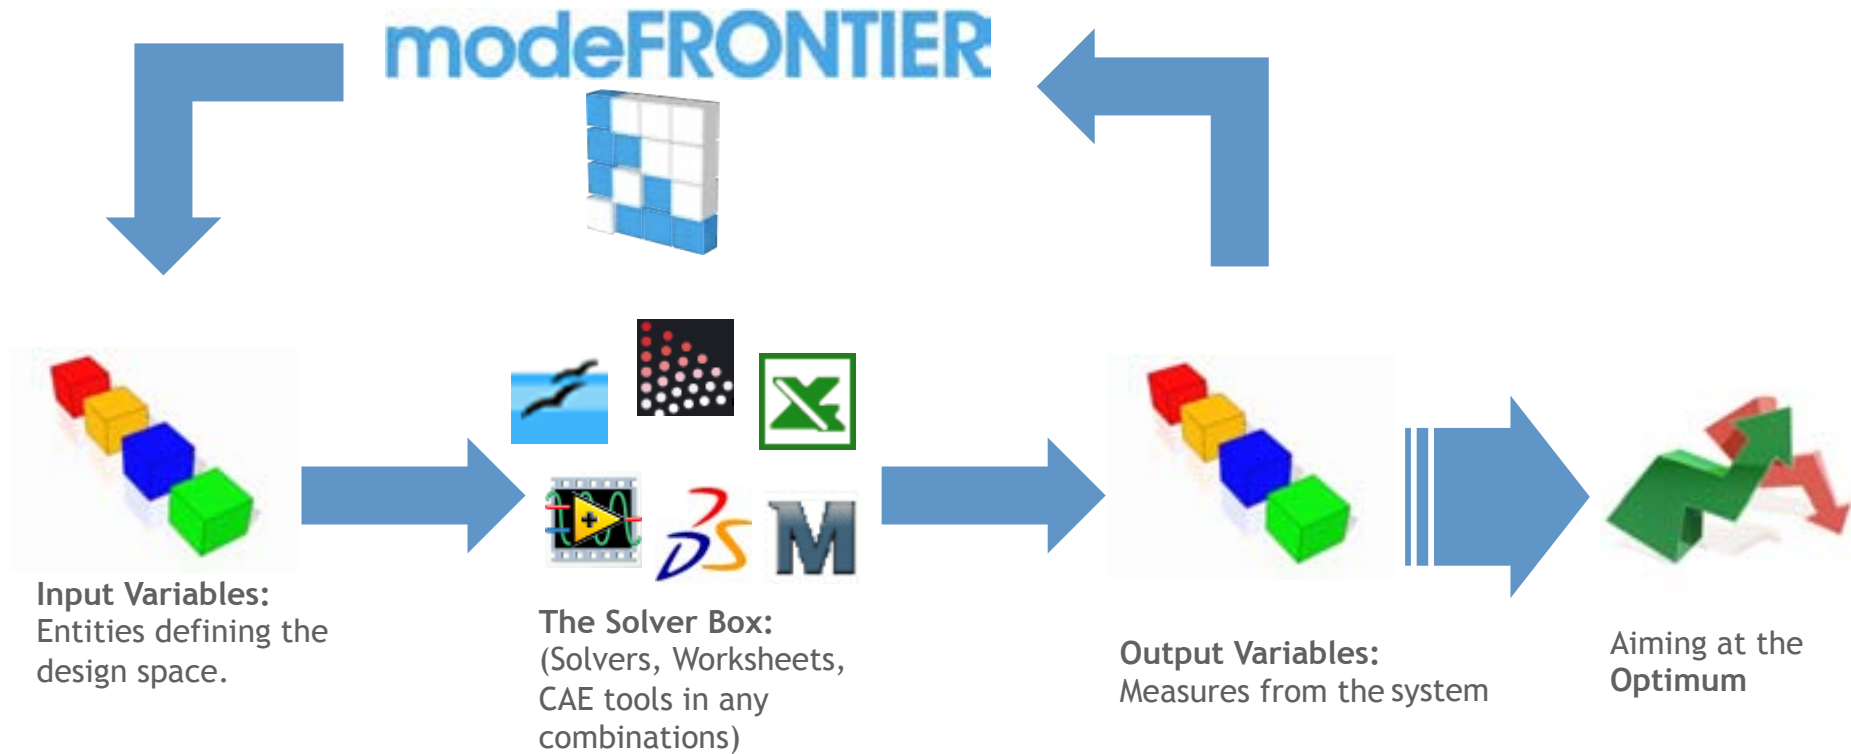 modeFRONTIER
M
Input Variables:
Entities defining the
design space.
The Solver Box:
(Solvers, Worksheets,
CAE tools in any
combinations)
Output Variables:
Measures from the system
Aiming at the
Optimum